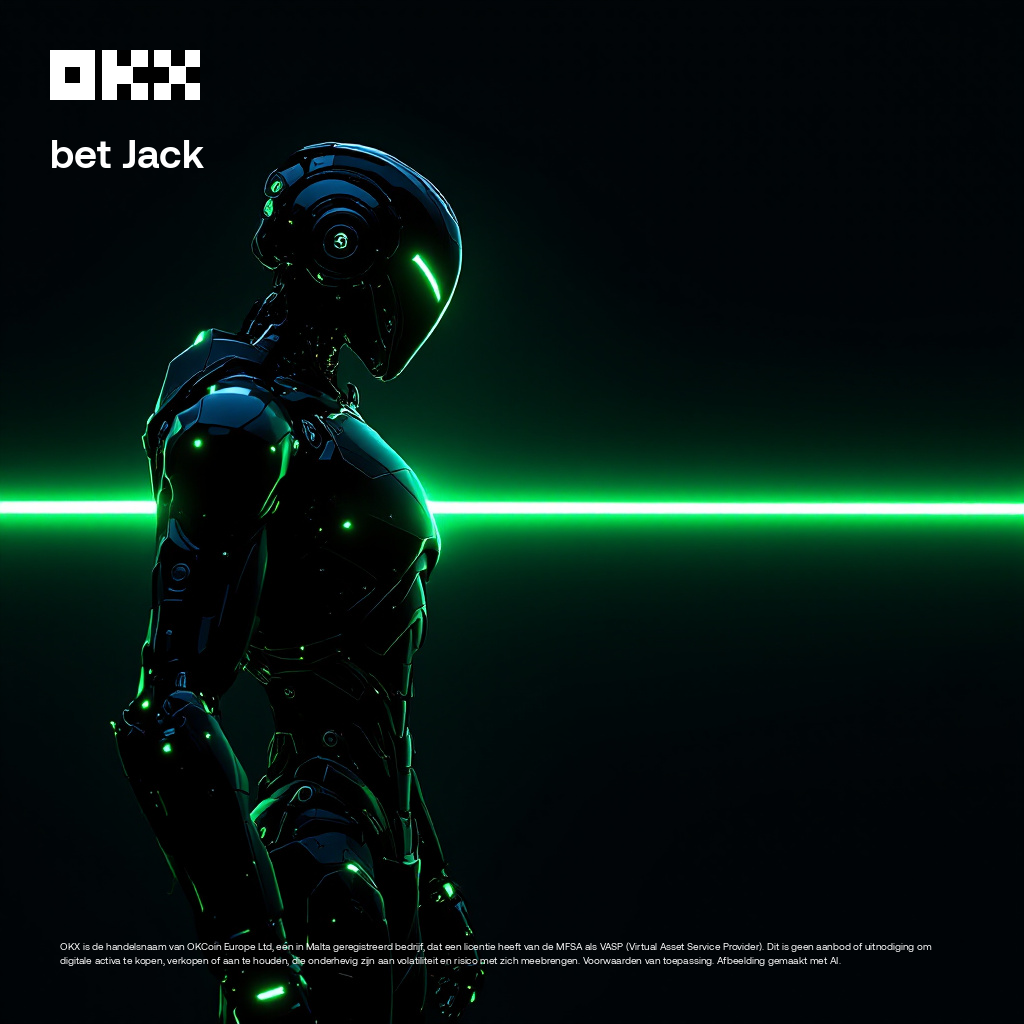 OKX
bet Jack
OKX is de handelsnaam van OKCoin Europe Ltd, een in Malta geregistreerd bedrijf, dat een licentie heeft van de MFSA als VASP (Virtual Asset Service Provider). Dit is geen aanbod of uitnodiging om
digitale activa te kopen, verkopen of aan te houden, die onderhevig zijn aan volatiliteit en risico met zich meebrengen. Voorwaarden van toepassing. Afbeelding gemaakt met AI.